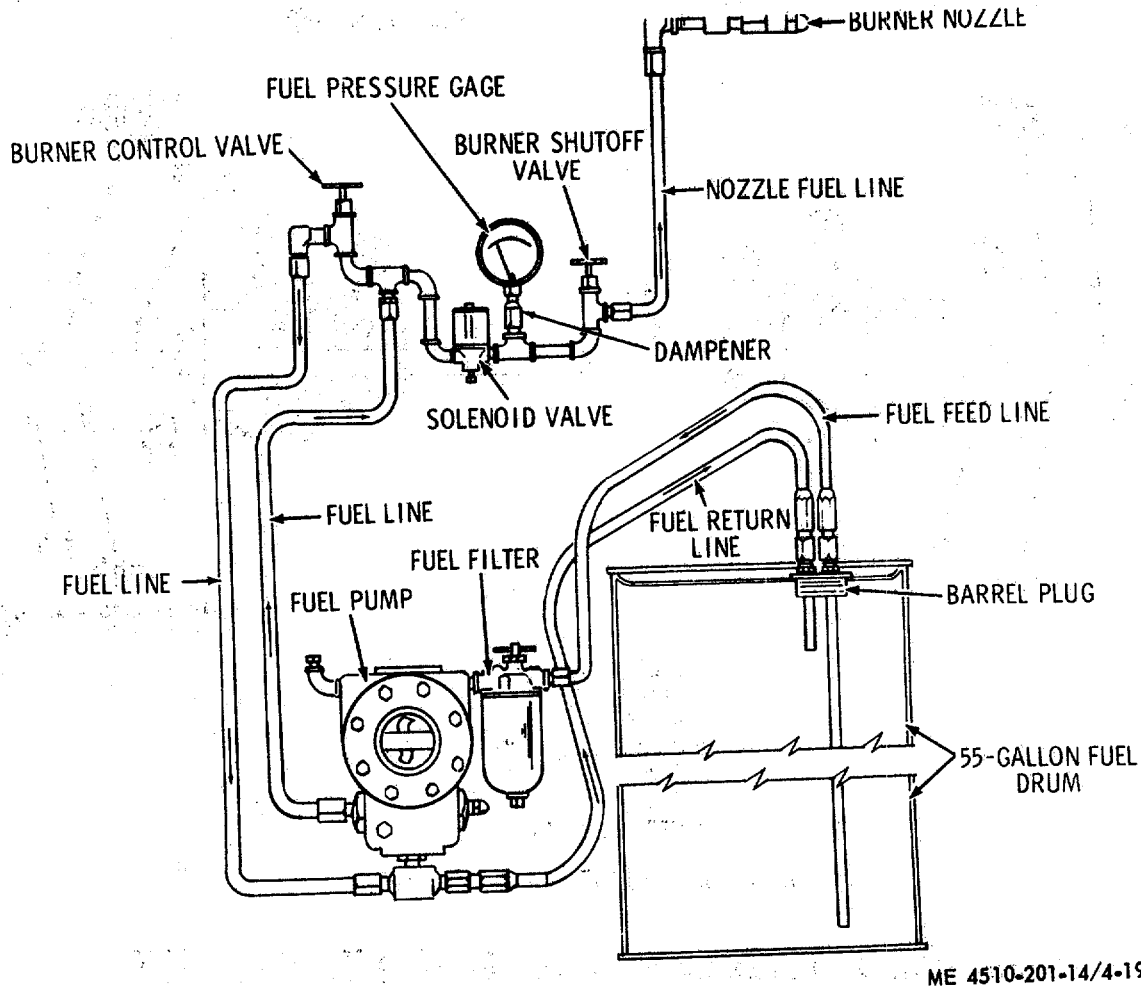 BURNER NOZZLE
FUEL PRESSURE GAGE
BURNER CONTROL VALVE
BURNER SHUTOFF
VALVE
NOZZLE FUEL LINE
DAMPENER
SOLENOID VALVE
FUEL FEED LINE
FUEL LINE
FUEL RETURN
LINE
FUEL FILTER
FUEL LINE
FUEL PUMP
BARREL PLUG
55-GALLON FUEL
DRUM
ME 4510-201-14/4-19